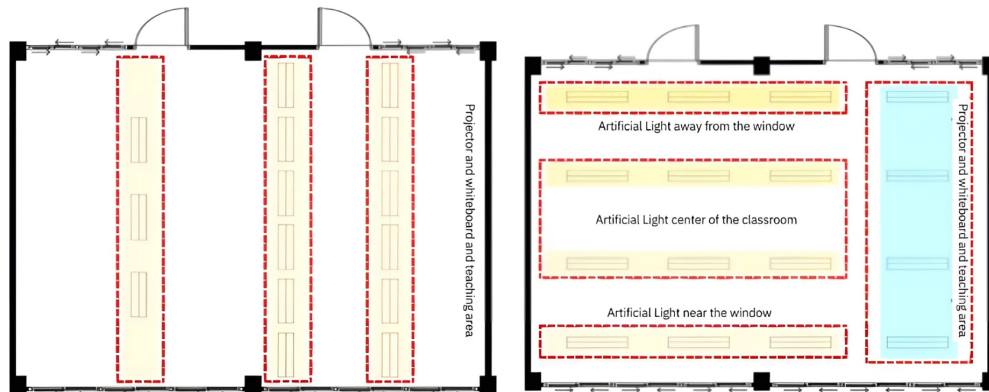 Projector and whiteboard and teaching area
Artificial Light away from the window
Artificial Light center of the classroom
Artificial Light near the window
Projector and whiteboard and teaching area